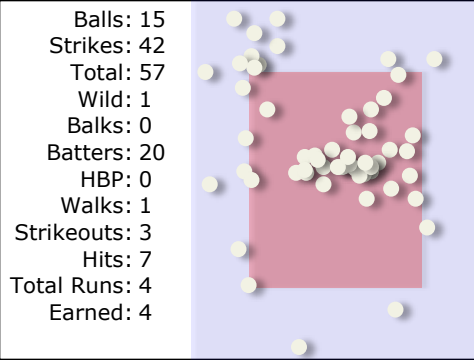 Balls: 15
Strikes: 42
Total: 57
Wild: 1
Balks: 0
Batters: 20
HBP: 0
Walks: 1
Strikeouts: 3
Hits: 7
Total Runs: 4
Earned: 4